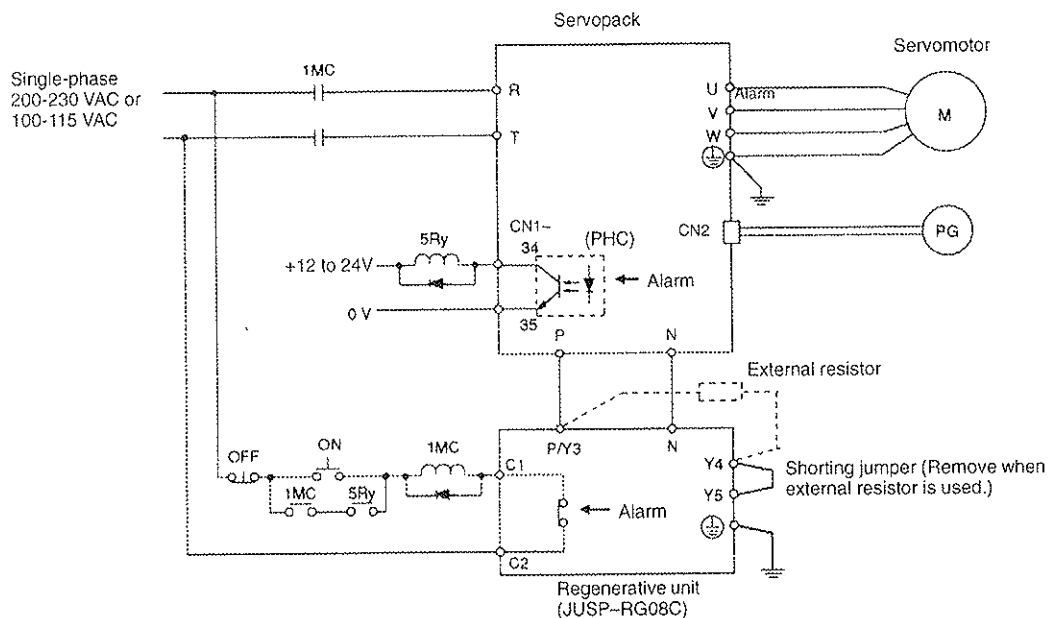 Servopack
Servomotor
Single-phase
200-230 VAC or
100-115 VAC
1MC
R
T
U
Alarm
V
W
M
CN1-
34
(PHC)
CN2
PG
5Ry
+12 to 24V
Alarm
0 V
35
P
N
External resistor
OFF
ON
1MC
C1
P/Y3
N
Y4
Shorting jumper (Remove when
external resistor is used.)
1MC
5Ry
Y5
Alarm
C2
Regenerative unit
(JUSP-RG08C)